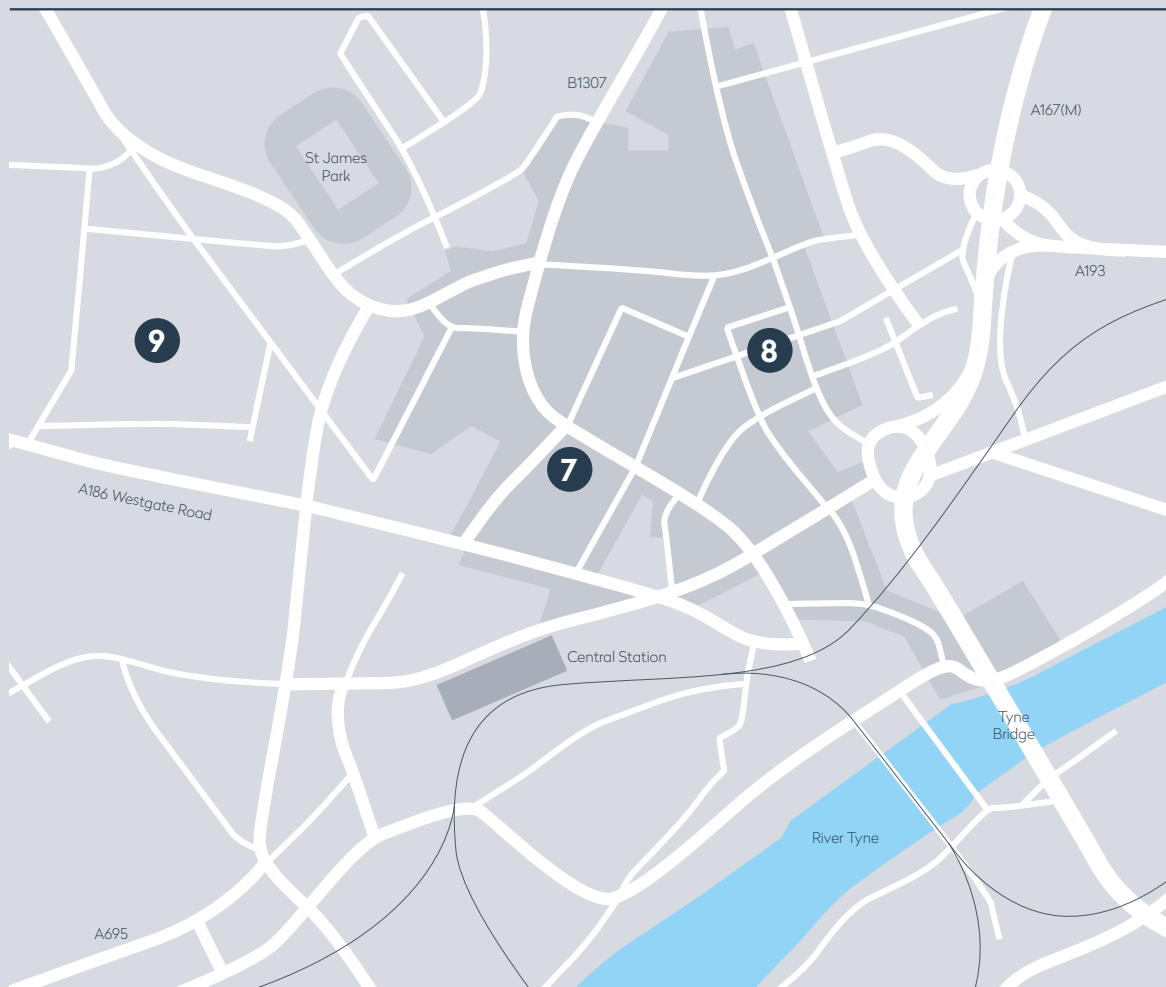 B1307
A167(M)
St James
Park
A193
9
8
7
A186 Westgate Road
Central Station
Tyne
Bridge
River Tyne
A695